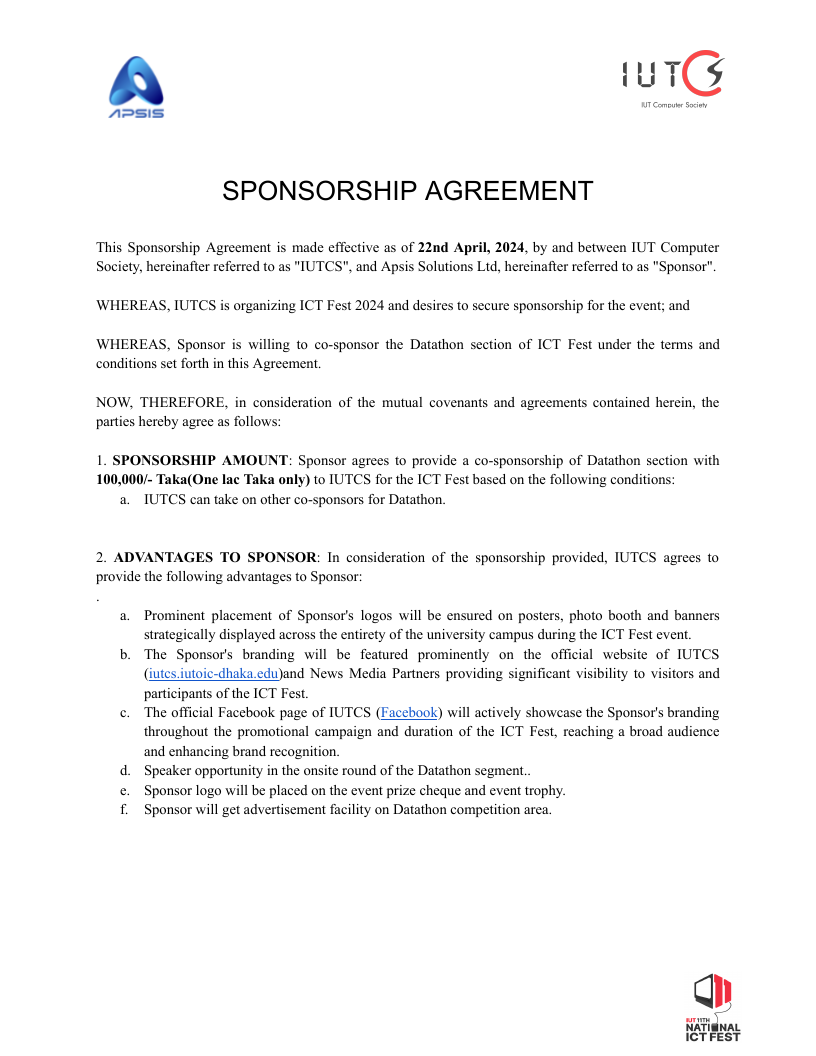 APSIS
IUTCS
IUT Computer Society
SPONSORSHIP AGREEMENT
This Sponsorship Agreement is made effective as of 22nd April, 2024, by and between IUT Computer
Society, hereinafter referred to as "IUTCS", and Apsis Solutions Ltd, hereinafter referred to as "Sponsor".
WHEREAS, IUTCS is organizing ICT Fest 2024 and desires to secure sponsorship for the event; and
WHEREAS, Sponsor is willing to co-sponsor the Datathon section of ICT Fest under the terms and
conditions set forth in this Agreement.
NOW, THEREFORE, in consideration of the mutual covenants and agreements contained herein, the
parties hereby agree as follows:
1. SPONSORSHIP AMOUNT: Sponsor agrees to provide a co-sponsorship of Datathon section with
100,000/- Taka(One lac Taka only) to IUTCS for the ICT Fest based on the following conditions:
a. IUTCS can take on other co-sponsors for Datathon.
2. ADVANTAGES TO SPONSOR: In consideration of the sponsorship provided, IUTCS agrees to
provide the following advantages to Sponsor:
.
a. Prominent placement of Sponsor's logos will be ensured on posters, photo booth and banners
strategically displayed across the entirety of the university campus during the ICT Fest event.
b. The Sponsor's branding will be featured prominently on the official website of IUTCS
(iutcs.iutoic-dhaka.edu)and News Media Partners providing significant visibility to visitors and
participants of the ICT Fest.
c. The official Facebook page of IUTCS (Facebook) will actively showcase the Sponsor's branding
throughout the promotional campaign and duration of the ICT Fest, reaching a broad audience
and enhancing brand recognition.
d. Speaker opportunity in the onsite round of the Datathon segment..
e. Sponsor logo will be placed on the event prize cheque and event trophy.
f. Sponsor will get advertisement facility on Datathon competition area.
IUT 11TH
NATIONAL
ICT FEST